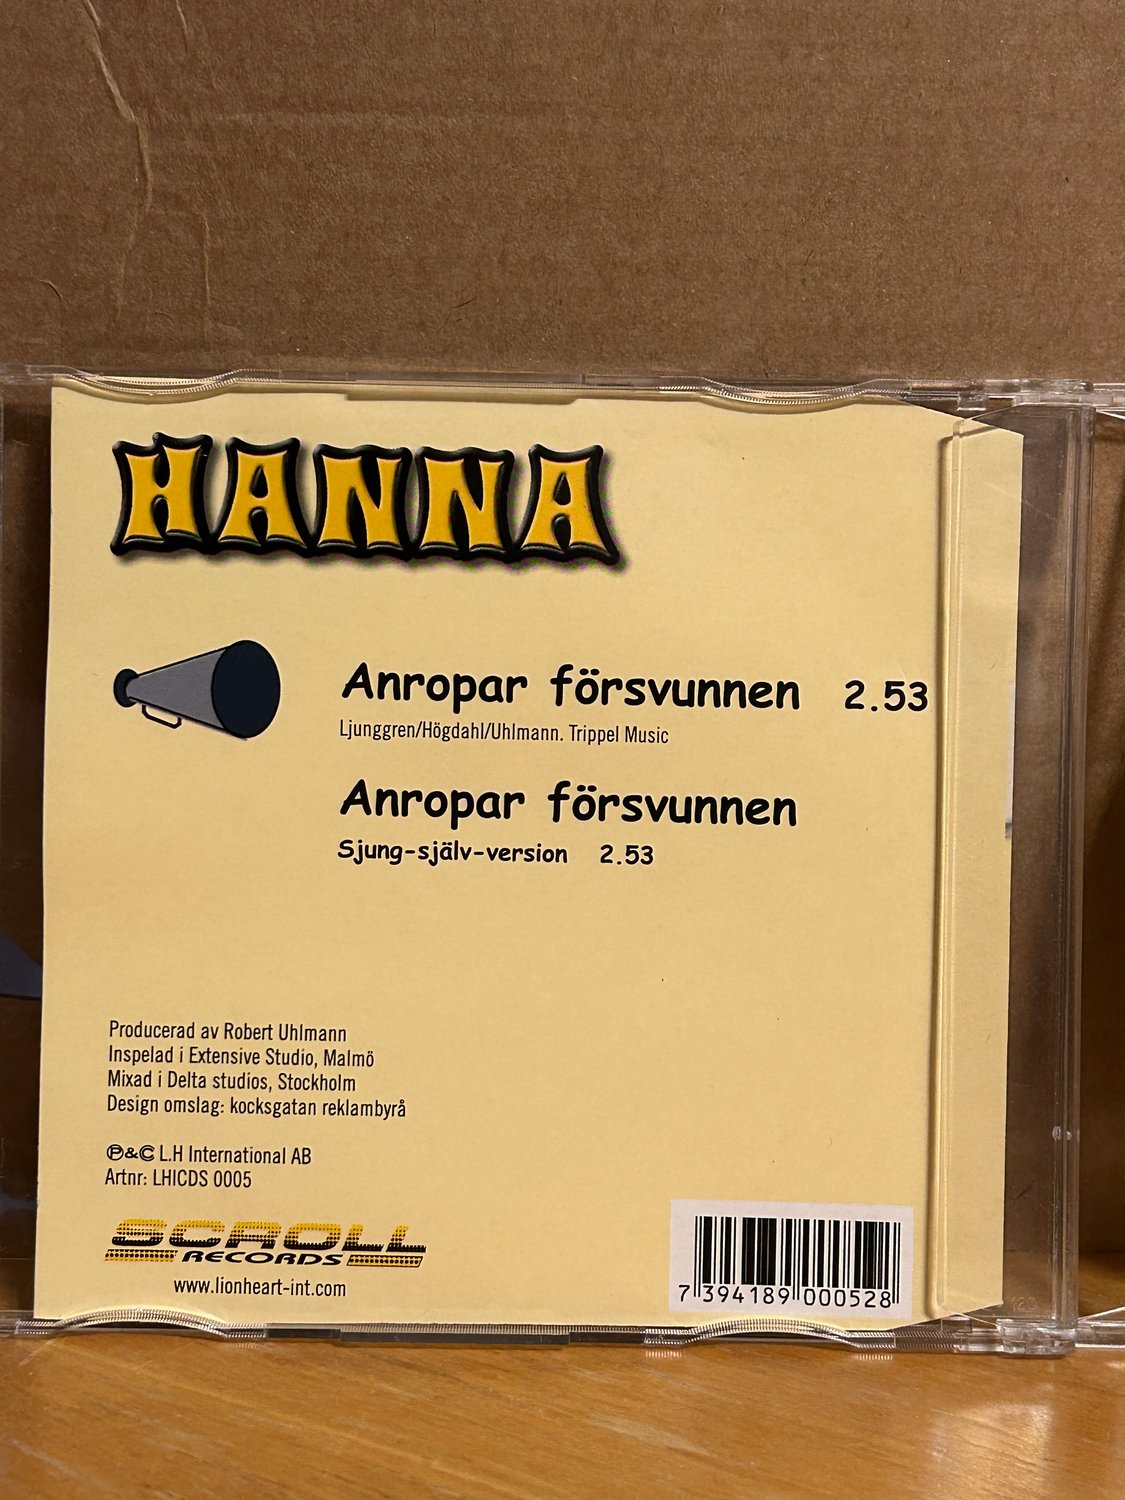 HANNA
Anropar försvunnen 2.53
Ljunggren/Högdahl/Uhlmann. Trippel Music
Anropar försvunnen
Sjung-själv-version 2.53
Producerad av Robert Uhlmann
Inspelad i Extensive Studio, Malmö
Mixad i Delta studios, Stockholm
Design omslag: kocksgatan reklambyrå
℗&© L.H International AB
Artnr: LHICDS 0005
SCROLL
RECORDS
www.lionheart-int.com
7 394189 000528